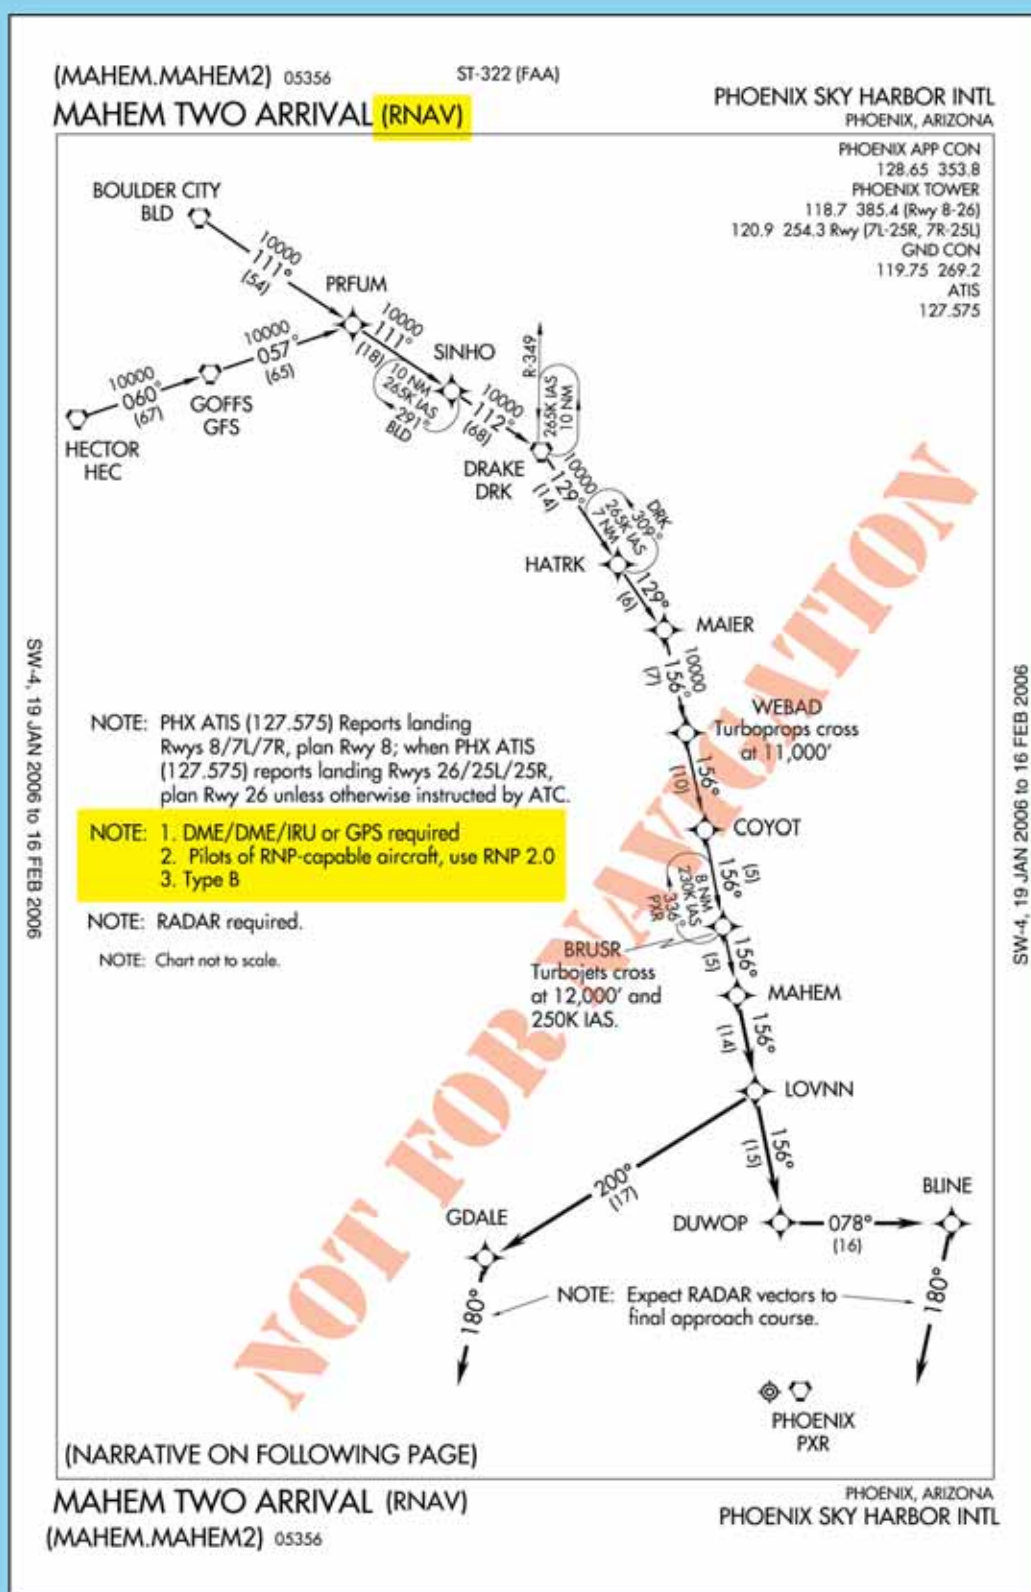 (MAHEM.MAHEM2) 05356
ST-322 (FAA)
MAHEM TWO ARRIVAL (RNAV)
PHOENIX SKY HARBOR INTL
PHOENIX, ARIZONA
PHOENIX APP CON
128.65 353.8
PHOENIX TOWER
118.7 385.4 (Rwy 8-26)
120.9 254.3 Rwy (7L-25R, 7R-25L)
GND CON
119.75 269.2
ATIS
127.575
BOULDER CITY
BLD
10000
111°
(54)
PRFUM
10000
111°
(18)
SINHO
10000
057°
(65)
10000
060°
(67)
GOFFS
GFS
HECTOR
HEC
10 NM
265K IAS
291°
BLD
10000
112°
(68)
R-349
265K IAS
10 NM
DRAKE
DRK
10000
129°
(14)
DRK
309°
265K IAS
7 NM
HATRK
129°
(6)
MAIER
10000
156°
(7)
WEBAD
Turboprops cross
at 11,000'
156°
(10)
COYOT
NOTE: PHX ATIS (127.575) Reports landing
Rwys 8/7L/7R, plan Rwy 8; when PHX ATIS
(127.575) reports landing Rwys 26/25L/25R,
plan Rwy 26 unless otherwise instructed by ATC.
NOTE: 1. DME/DME/IRU or GPS required
2. Pilots of RNP-capable aircraft, use RNP 2.0
3. Type B
NOTE: RADAR required.
NOTE: Chart not to scale.
(5)
156°
8 NM
230K IAS
336°
PXR
BRUSR
Turbojets cross
at 12,000' and
250K IAS.
156°
(5)
MAHEM
156°
(14)
LOVNN
200°
(17)
156°
(15)
GDALE
DUWOP
078°
(16)
BLINE
180°
NOTE: Expect RADAR vectors to
final approach course.
180°
PHOENIX
PXR
NOT FOR NAVIGATION
(NARRATIVE ON FOLLOWING PAGE)
MAHEM TWO ARRIVAL (RNAV)
(MAHEM.MAHEM2) 05356
PHOENIX, ARIZONA
PHOENIX SKY HARBOR INTL
SW-4, 19 JAN 2006 to 16 FEB 2006
SW-4, 19 JAN 2006 to 16 FEB 2006